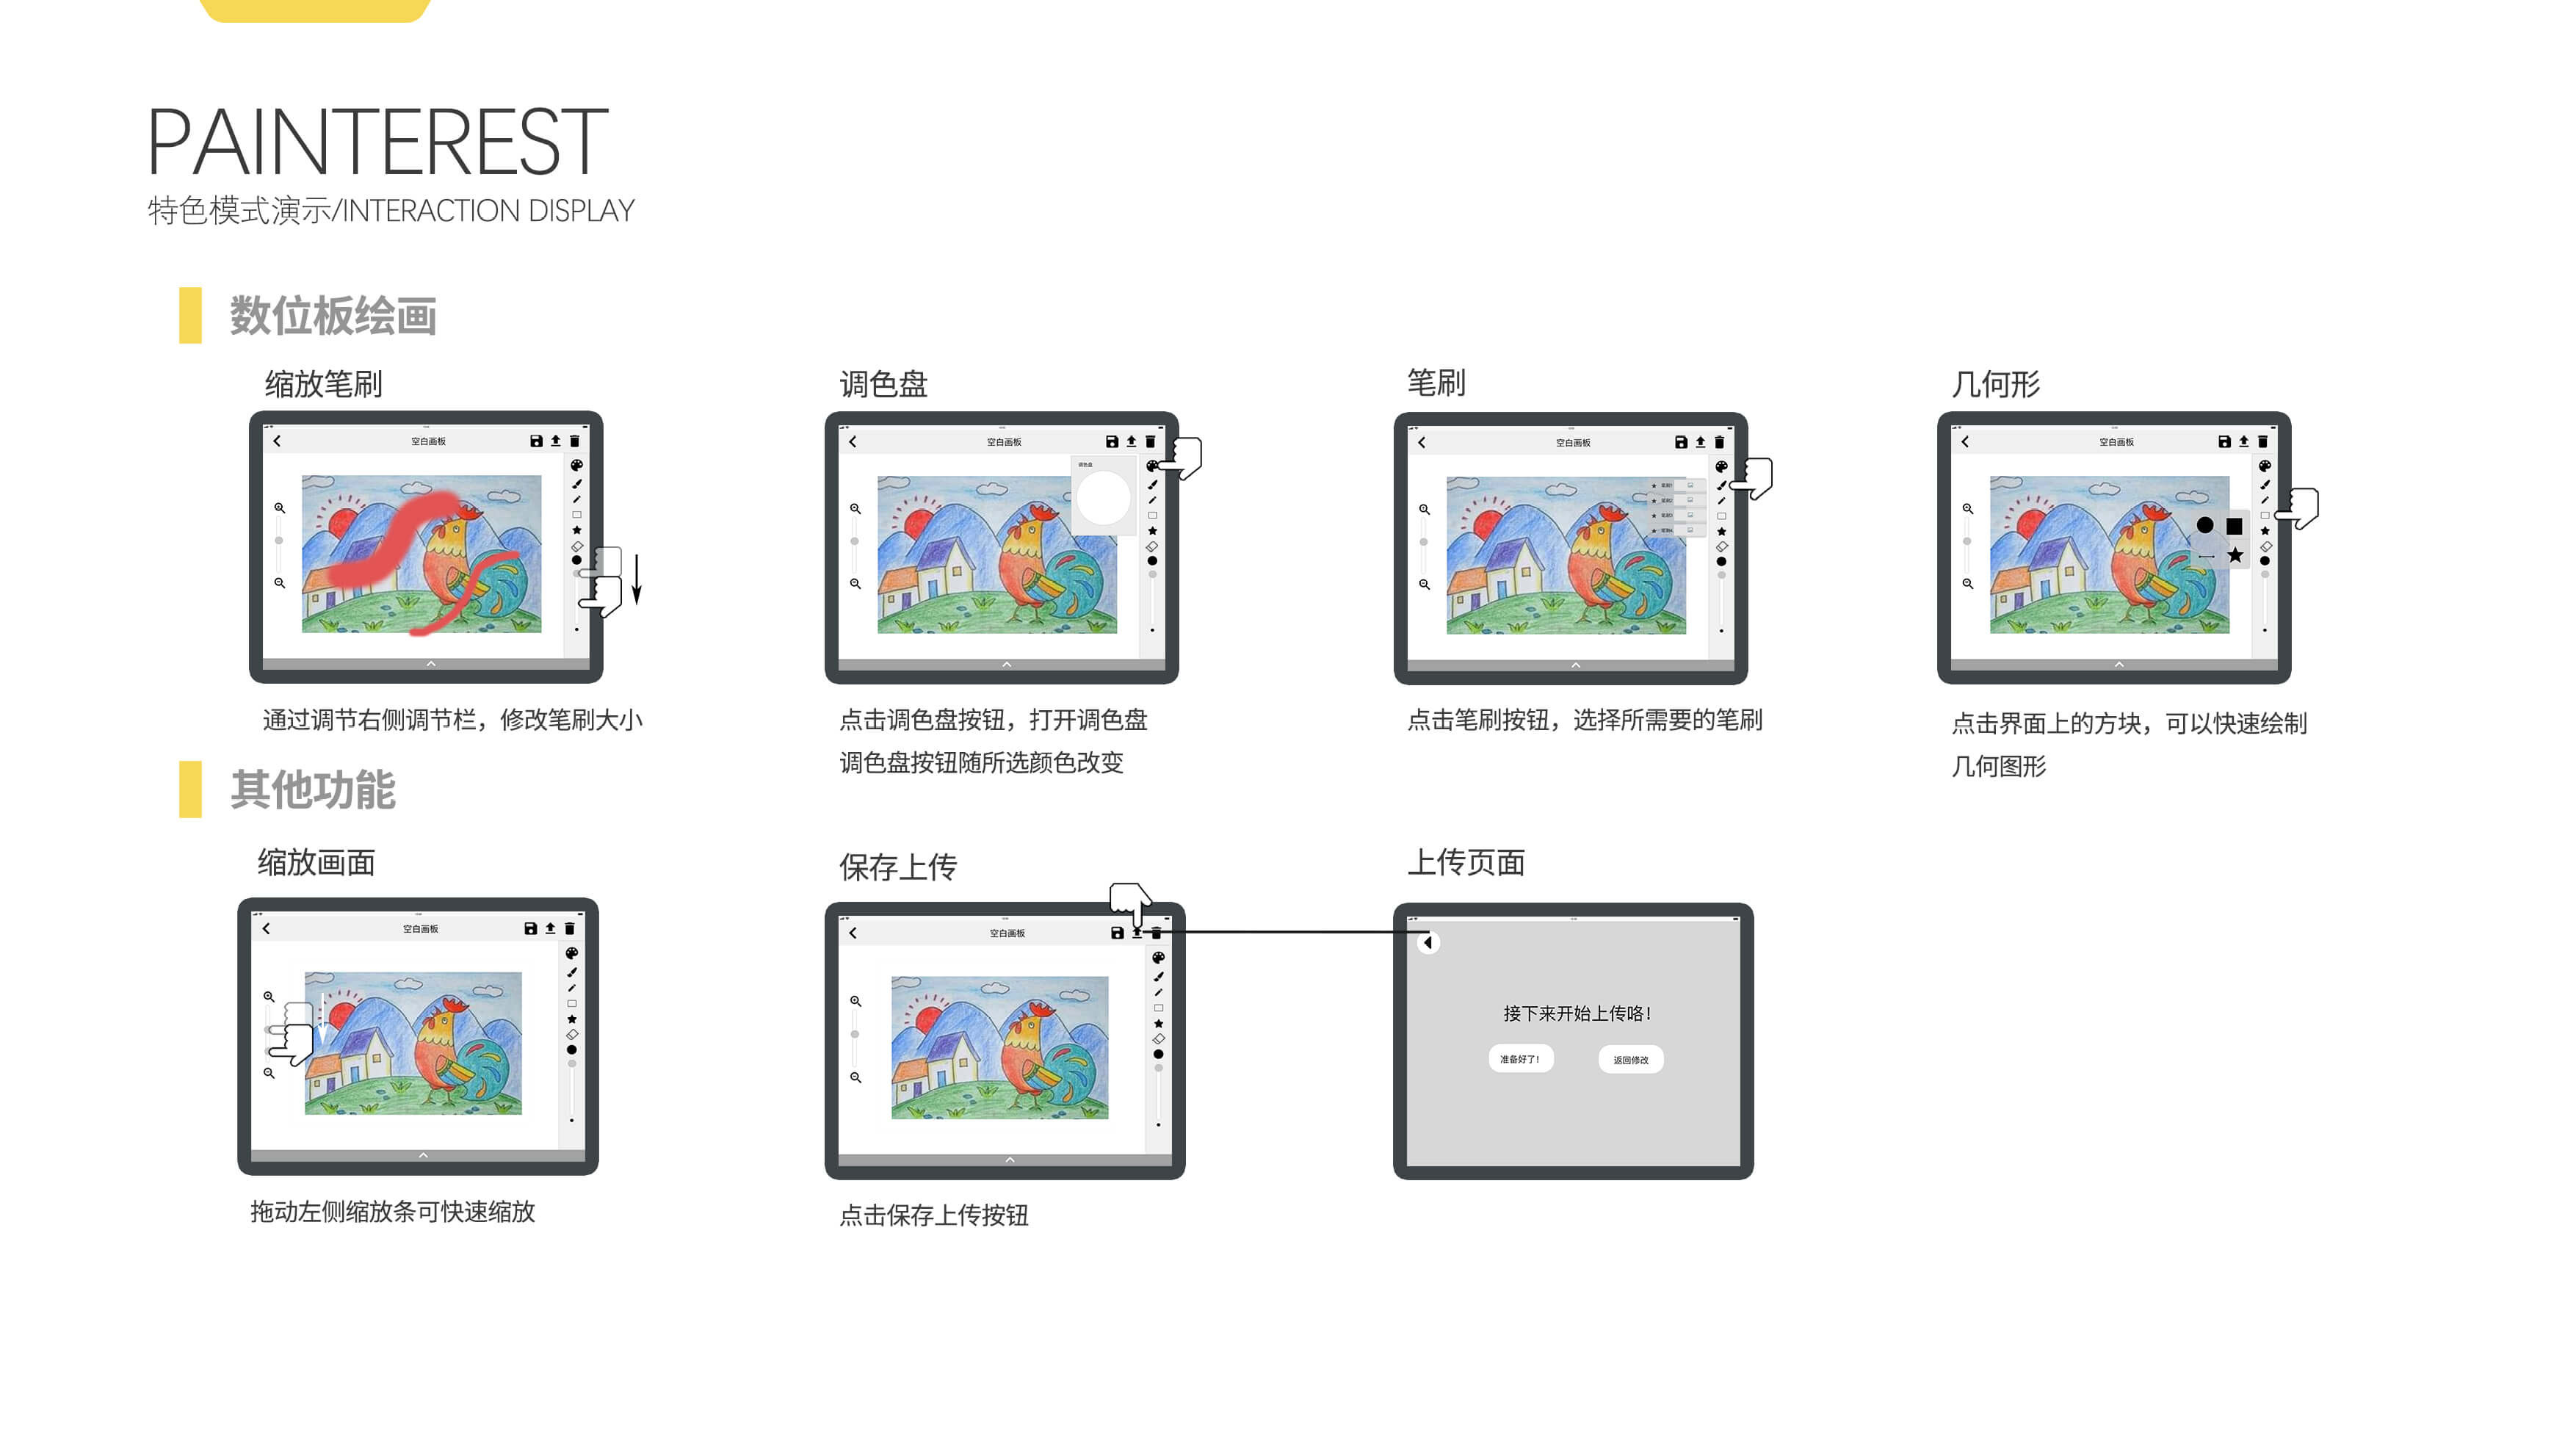 PAINTEREST
特色模式演示/INTERACTION DISPLAY
数位板绘画
缩放笔刷
调色盘
笔刷
几何形
空白画板
空白画板
调色盘
空白画板
空白画板
通过调节右侧调节栏，修改笔刷大小
点击调色盘按钮，打开调色盘
调色盘按钮随所选颜色改变
点击笔刷按钮，选择所需要的笔刷
点击界面上的方块，可以快速绘制
几何图形
其他功能
缩放画面
保存上传
上传页面
空白画板
空白画板
接下来开始上传咯！
准备好了！
返回修改
拖动左侧缩放条可快速缩放
点击保存上传按钮